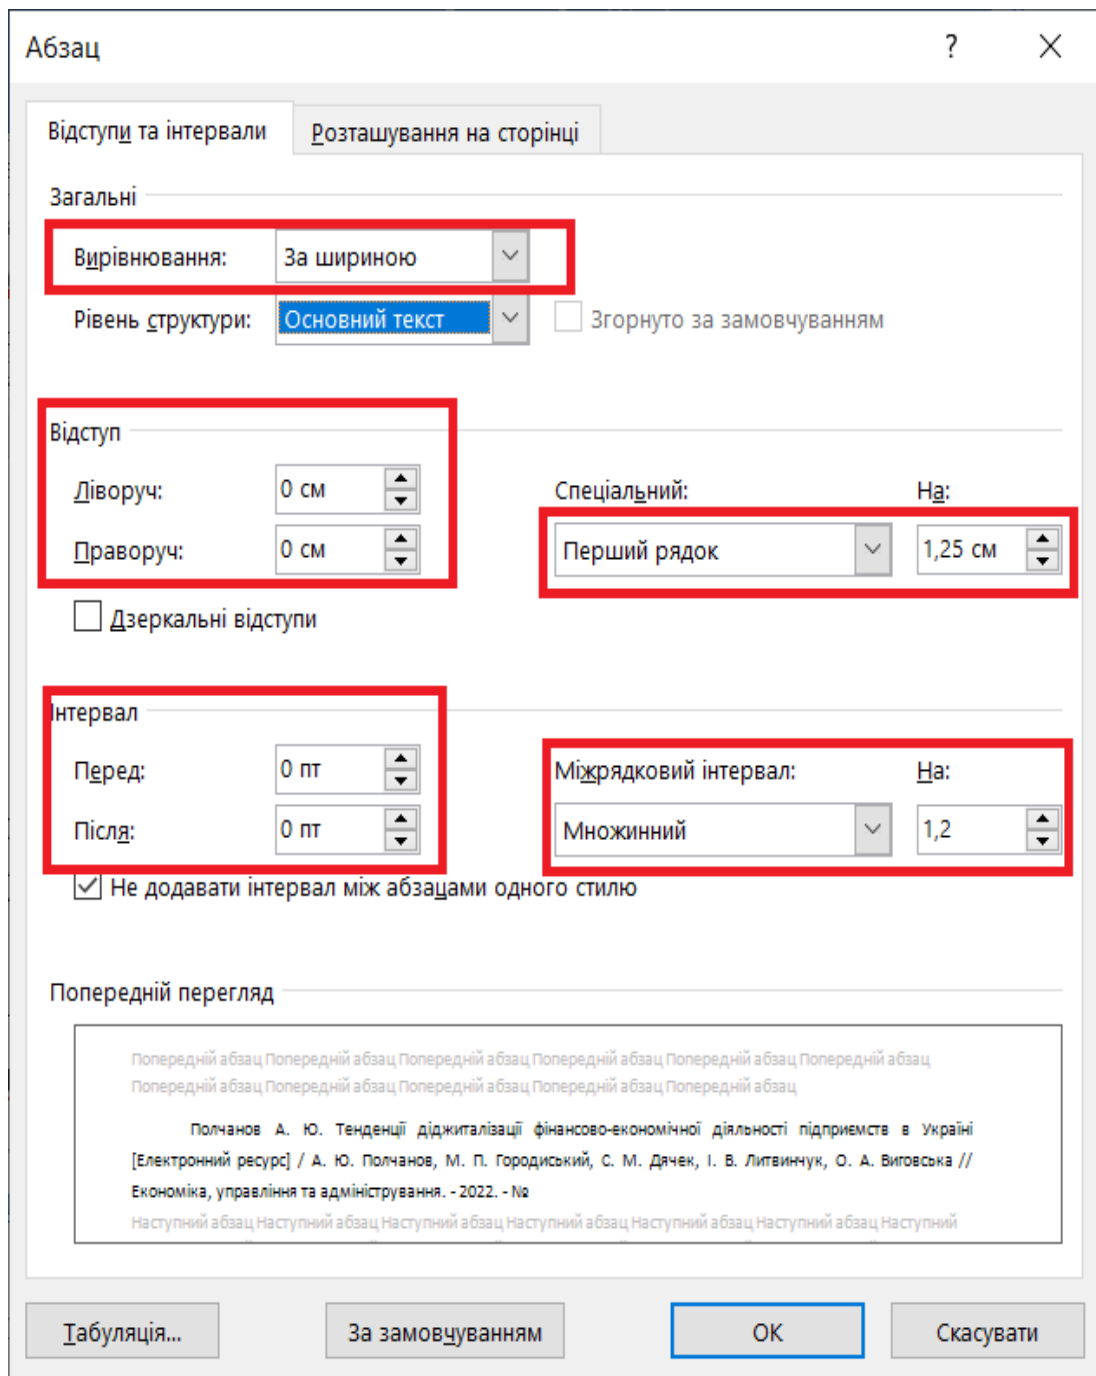 Абзац ?
Відступи та інтервали Розташування на сторінці
Загальні
Вирівнювання: За шириною
Рівень структури: Основний текст Згорнуто за замовчуванням
Відступ
Ліворуч: 0 см Спеціальний: На:
Праворуч: 0 см Перший рядок 1,25 см
Дзеркальні відступи
Інтервал
Перед: 0 пт Міжрядковий інтервал: На:
Після: 0 пт Множинний 1,2
Не додавати інтервал між абзацами одного стилю
Попередній перегляд
Попередній абзац Попередній абзац Попередній абзац Попередній абзац Попередній абзац Попередній абзац
Попередній абзац Попередній абзац Попередній абзац Попередній абзац Попередній абзац
Полчанов А. Ю. Тенденції діджиталізації фінансово-економічної діяльності підприємств в Україні
[Електронний ресурс] / А. Ю. Полчанов, М. П. Городиський, С. М. Дячек, І. В. Литвинчук, О. А. Виговська //
Економіка, управління та адміністрування. - 2022. - №
Наступний абзац Наступний абзац Наступний абзац Наступний абзац Наступний абзац Наступний абзац Наступний
Табуляція... За замовчуванням ОК Скасувати